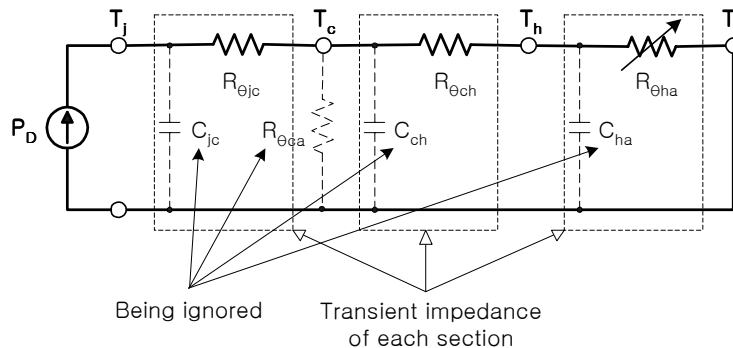 Tj Tc Th T
Rθjc Rθch Rθha
PD
Cjc Rθca Cch Cha
Being ignored Transient impedance
of each section